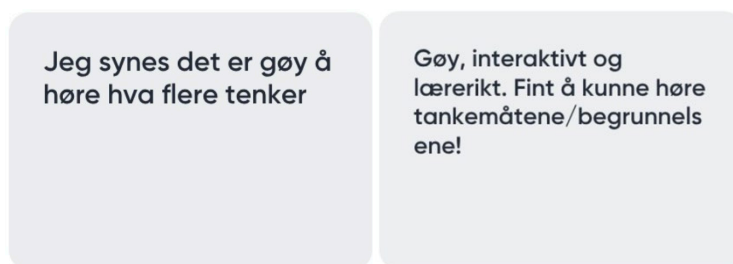 Jeg synes det er gøy å
høre hva flere tenker
Gøy, interaktivt og
lærerikt. Fint å kunne høre
tankemåtene/begrunnels
ene!